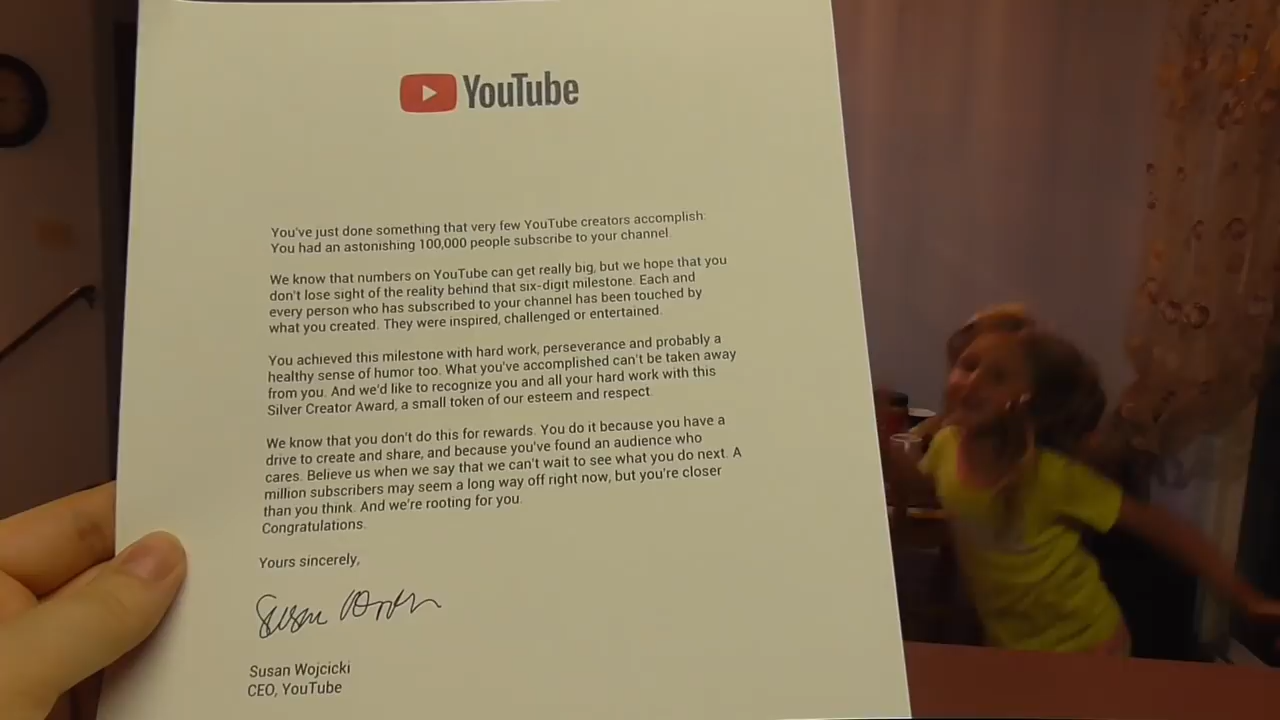 YouTube
You've just done something that very few YouTube creators accomplish:
You had an astonishing 100,000 people subscribe to your channel.
We know that numbers on YouTube can get really big, but we hope that you
don't lose sight of the reality behind that six-digit milestone. Each and
every person who has subscribed to your channel has been touched by
what you created. They were inspired, challenged or entertained.
You achieved this milestone with hard work, perseverance and probably a
healthy sense of humor too. What you've accomplished can't be taken away
from you. And we'd like to recognize you and all your hard work with this
Silver Creator Award, a small token of our esteem and respect.
We know that you don't do this for rewards. You do it because you have a
drive to create and share, and because you've found an audience who
cares. Believe us when we say that we can't wait to see what you do next. A
million subscribers may seem a long way off right now, but you're closer
than you think. And we're rooting for you.
Congratulations.
Yours sincerely,
Susan Wojcicki
CEO, YouTube